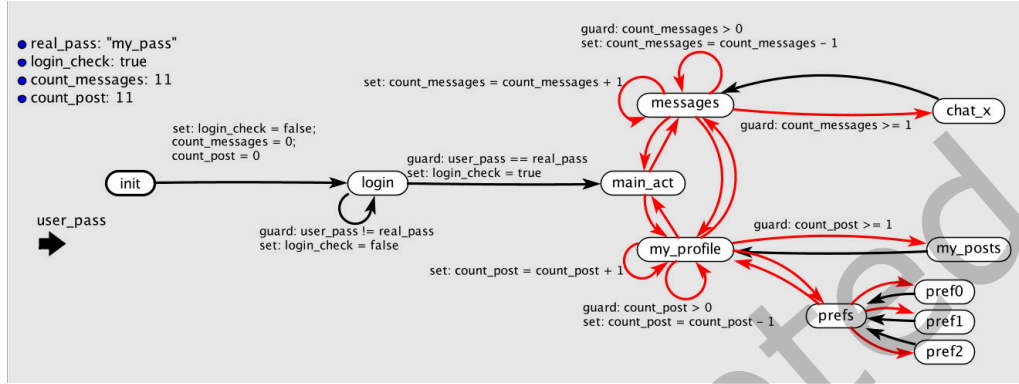 real_pass: "my_pass"
login_check: true
count_messages: 11
count_post: 11
guard: count_messages > 0
set: count_messages = count_messages - 1
set: count_messages = count_messages + 1
messages
chat_x
guard: count_messages >= 1
set: login_check = false;
count_messages = 0;
count_post = 0
guard: user_pass == real_pass
set: login_check = true
init
login
main_act
user_pass
guard: user_pass != real_pass
set: login_check = false
guard: count_post >= 1
my_profile
my_posts
set: count_post = count_post + 1
guard: count_post > 0
set: count_post = count_post - 1
prefs
pref0
pref1
pref2